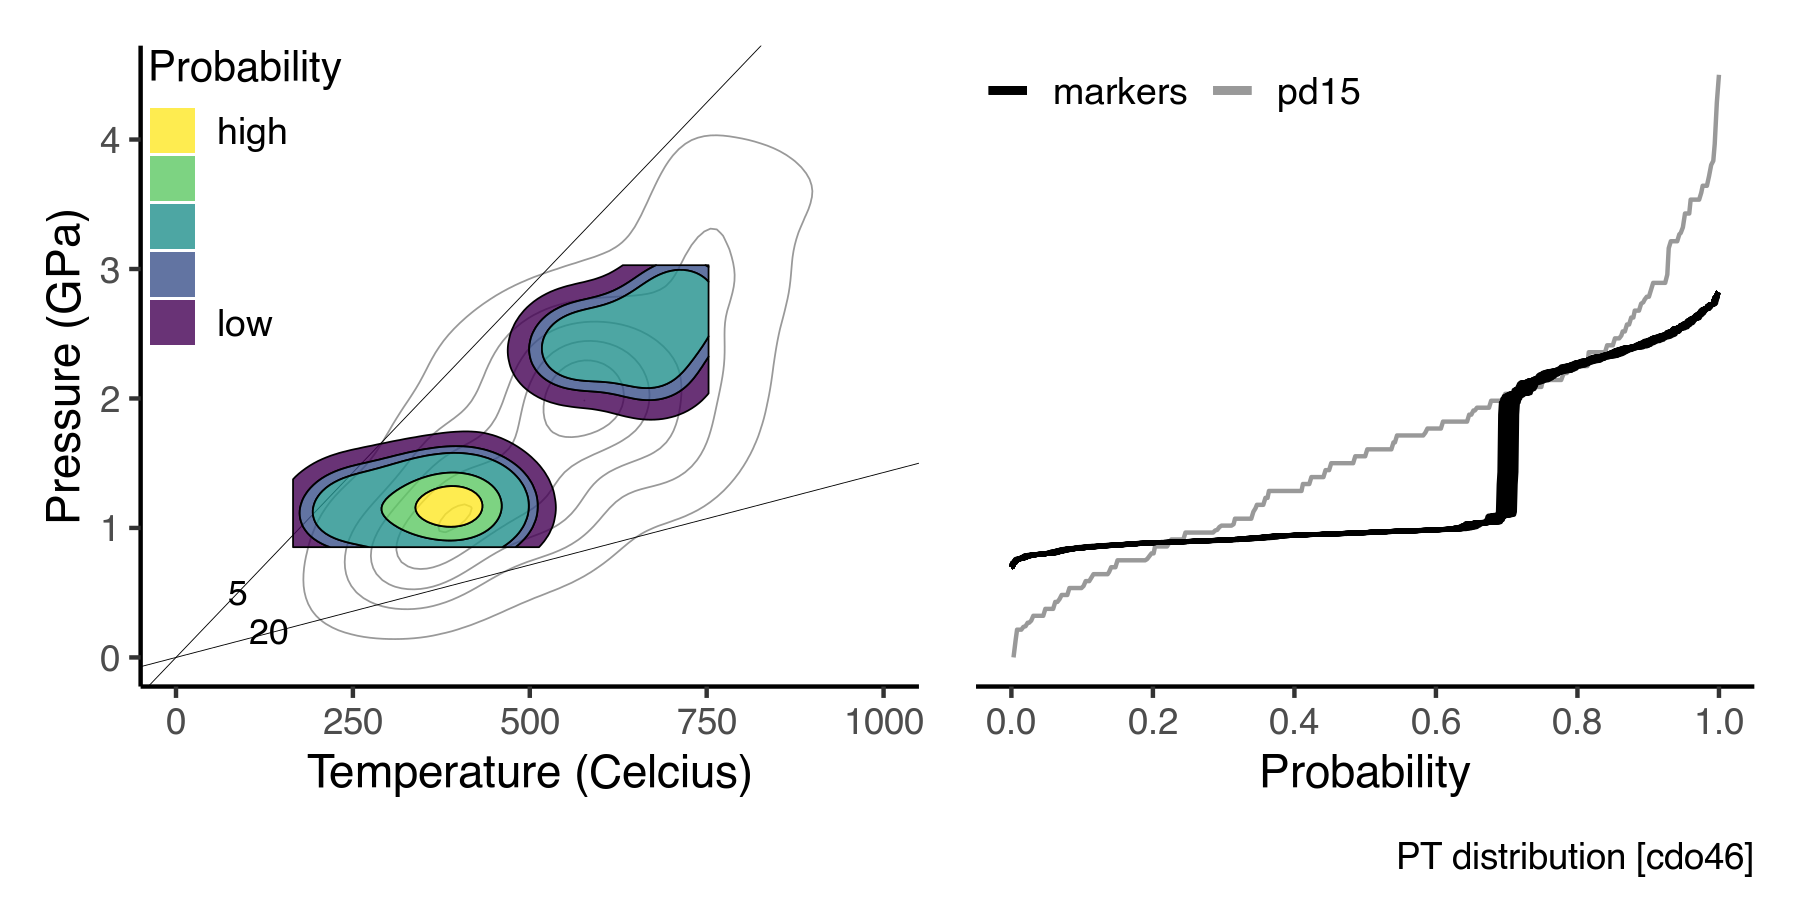 Probability
high
low
Pressure (GPa)
4
3
2
1
0
5
20
0 250 500 750 1000
Temperature (Celcius)
markers pd15
0.0 0.2 0.4 0.6 0.8 1.0
Probability
PT distribution [cdo46]